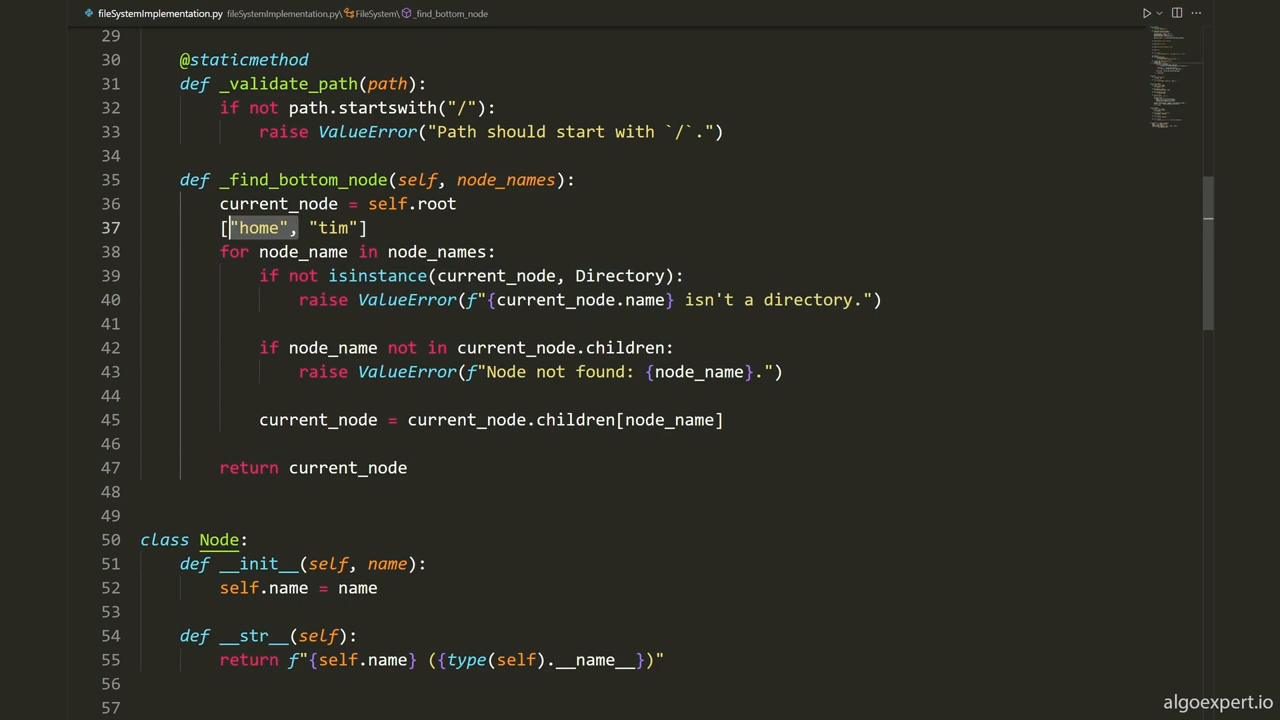 fileSystemImplementation.py fileSystemImplementation.py\ FileSystem\ _find_bottom_node
29
30 @staticmethod
31 def _validate_path(path):
32 if not path.startswith("/"):
33 raise ValueError("Path should start with `/`.")
34
35 def _find_bottom_node(self, node_names):
36 current_node = self.root
37 ["home", "tim"]
38 for node_name in node_names:
39 if not isinstance(current_node, Directory):
40 raise ValueError(f"{current_node.name} isn't a directory.")
41
42 if node_name not in current_node.children:
43 raise ValueError(f"Node not found: {node_name}.")
44
45 current_node = current_node.children[node_name]
46
47 return current_node
48
49
50 class Node:
51 def __init__(self, name):
52 self.name = name
53
54 def __str__(self):
55 return f"{self.name} ({type(self).__name__})"
56
57
algoexpert.io